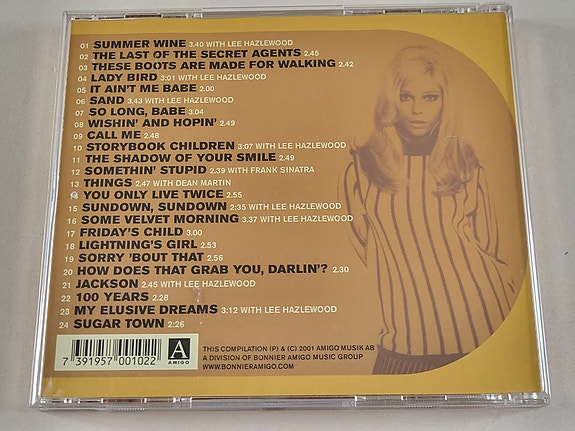 01 SUMMER WINE 3.40 WITH LEE HAZLEWOOD
02 THE LAST OF THE SECRET AGENTS 2.45
03 THESE BOOTS ARE MADE FOR WALKING 2.42
04 LADY BIRD 3:01 WITH LEE HAZLEWOOD
05 IT AIN'T ME BABE 2.00
06 SAND 3.43 WITH LEE HAZLEWOOD
07 SO LONG, BABE 3.04
08 WISHIN' AND HOPIN' 2.49
09 CALL ME 2.48
10 STORYBOOK CHILDREN 3:07 WITH LEE HAZLEWOOD
11 THE SHADOW OF YOUR SMILE 2.49
12 SOMETHIN' STUPID 2.39 WITH FRANK SINATRA
13 THINGS 2.47 WITH DEAN MARTIN
YOU ONLY LIVE TWICE 2.55
15 SUNDOWN, SUNDOWN 2:35 WITH LEE HAZLEWOOD
16 SOME VELVET MORNING 3.37 WITH LEE HAZLEWOOD
17 FRIDAY'S CHILD 3.00
18 LIGHTNING'S GIRL 2.53
19 SORRY 'BOUT THAT 2.56
20 HOW DOES THAT GRAB YOU, DARLIN'? 2.30
21 JACKSON 2.45 WITH LEE HAZLEWOOD
22 100 YEARS 2.28
23 MY ELUSIVE DREAMS 3:12 WITH LEE HAZLEWOOD
24 SUGAR TOWN 2:26
7 391957 001022
A
AMIGO
THIS COMPILATION (P) & (C) 2001 AMIGO MUSIK AB
A DIVISION OF BONNIER AMIGO MUSIC GROUP
WWW.BONNIERAMIGO.COM